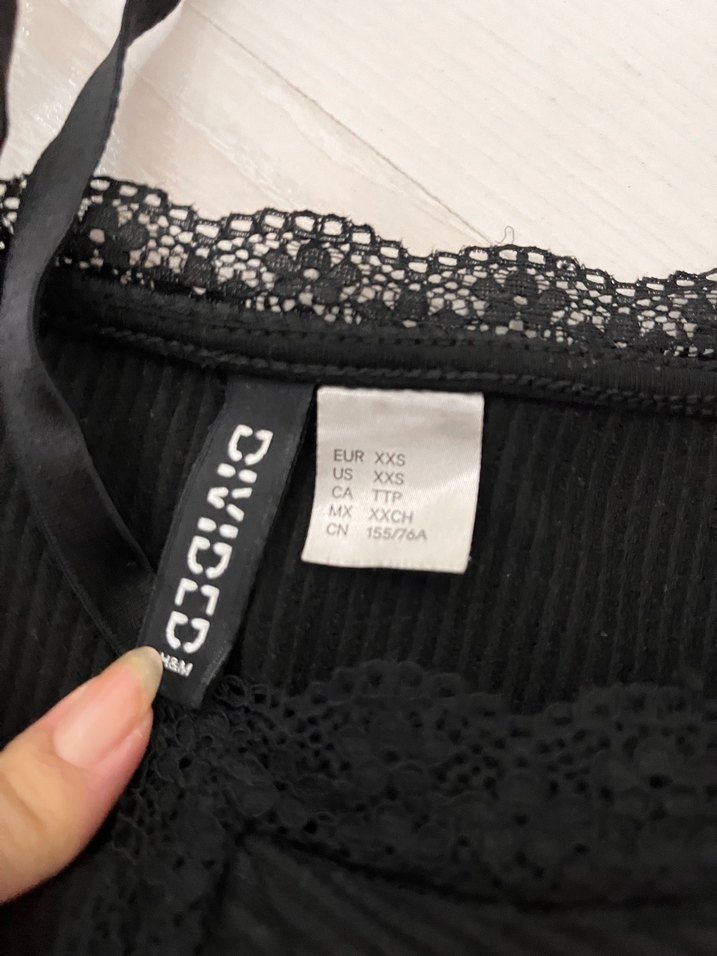 DIVIDED
H&M
EUR XXS
US XXS
CA TTP
MX XXCH
CN 155/76A